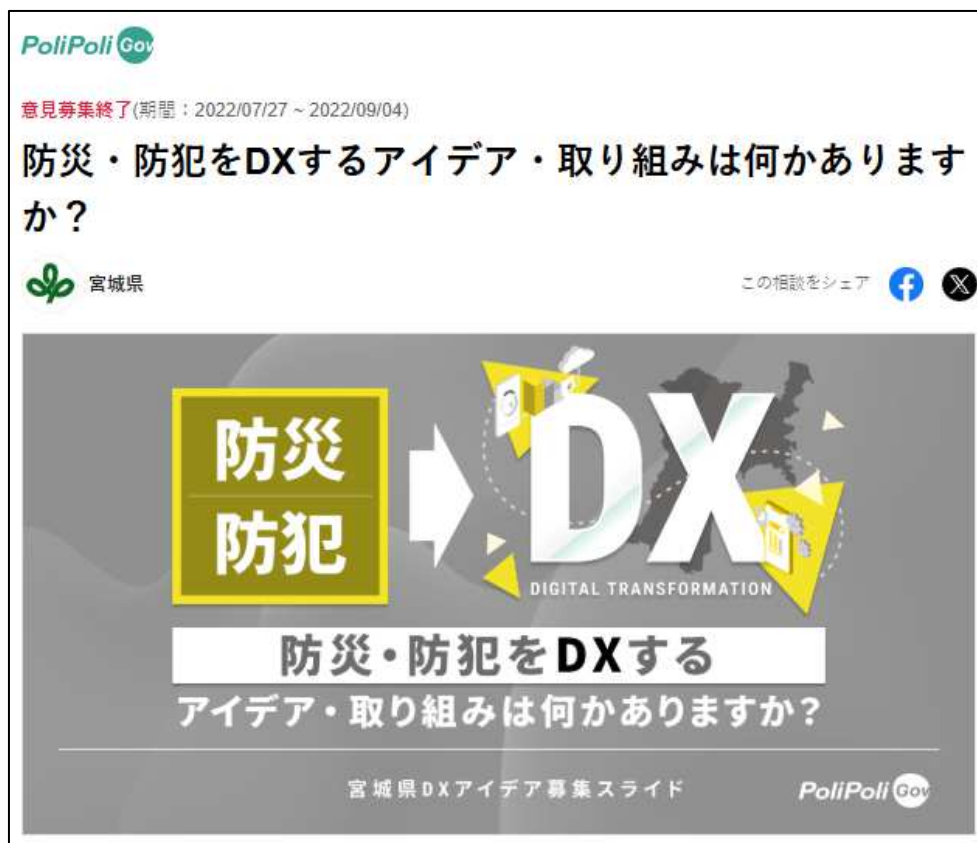 PoliPoli Gov
意見募集終了(期間：2022/07/27 ~ 2022/09/04)
防災・防犯をDXするアイデア・取り組みは何かあります
か？
宮城県
この相談をシェア
防災
防犯
DX
DIGITAL TRANSFORMATION
防災・防犯をDXする
アイデア・取り組みは何かありますか？
宮城県DXアイデア募集スライド
PoliPoli Gov